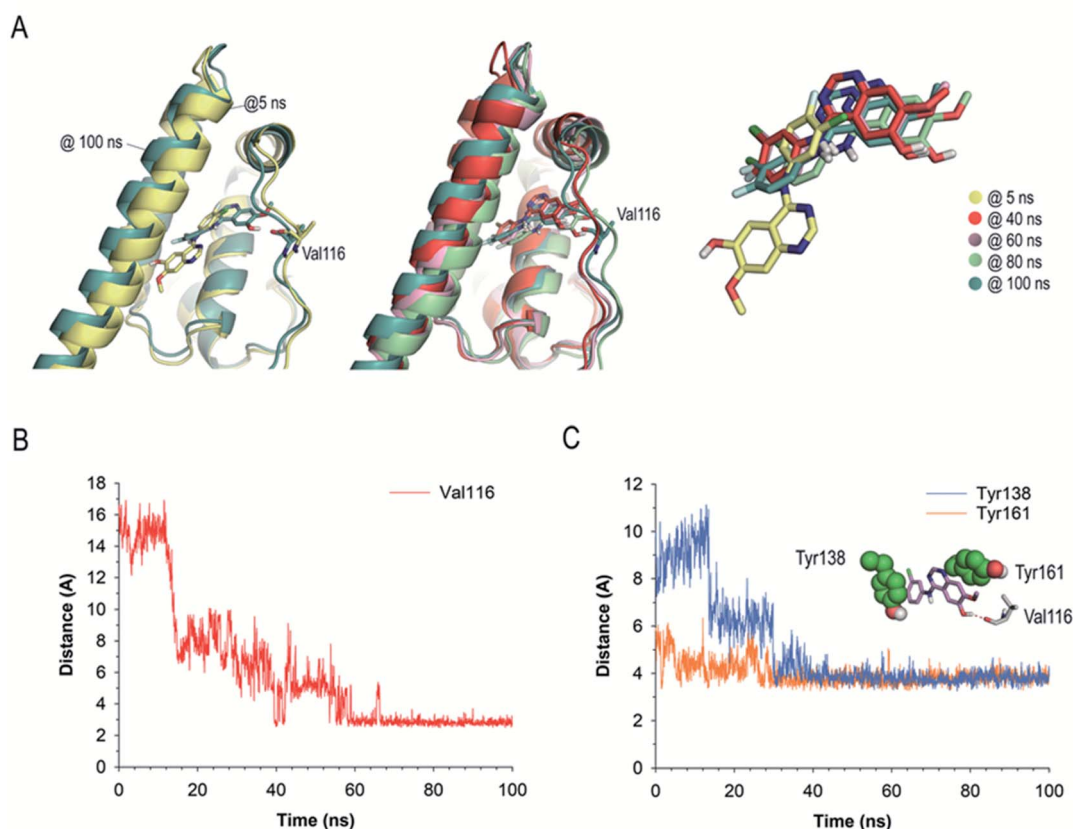 A
@5 ns
@ 100 ns
Val116
Val116
@ 5 ns
@ 40 ns
@ 60 ns
@ 80 ns
@ 100 ns
B
Val116
18
16
14
12
10
8
6
4
2
0
Distance (A)
0 20 40 60 80 100
Time (ns)
C
Tyr138
Tyr161
Tyr138
Tyr161
Val116
12
10
8
6
4
2
0
Distance (A)
0 20 40 60 80 100
Time (ns)